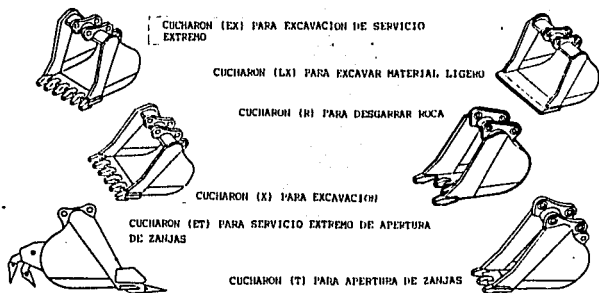 CUCHARON (EX) PARA EXCAVACION DE SERVICIO
EXTREMO
CUCHARON (LX) PARA EXCAVAR MATERIAL LIGERO
CUCHARON (R) PARA DESGARRAR ROCA
CUCHARON (X) PARA EXCAVACION
CUCHARON (ET) PARA SERVICIO EXTREMO DE APERTURA
DE ZANJAS
CUCHARON (T) PARA APERTURA DE ZANJAS